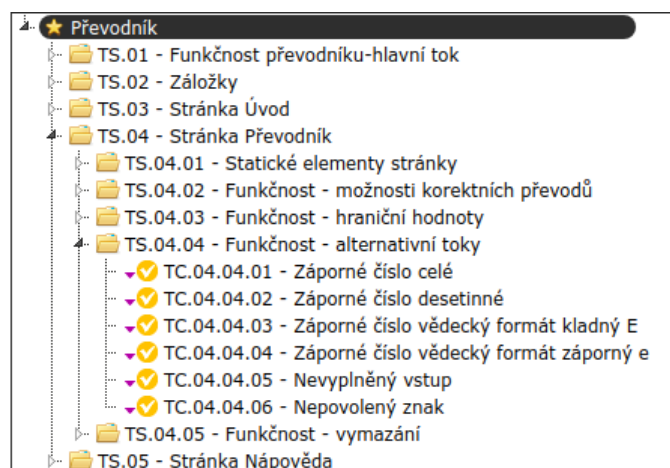 Převodník
TS.01 - Funkčnost převodníku-hlavní tok
TS.02 - Záložky
TS.03 - Stránka Úvod
TS.04 - Stránka Převodník
TS.04.01 - Statické elementy stránky
TS.04.02 - Funkčnost - možnosti korektních převodů
TS.04.03 - Funkčnost - hraniční hodnoty
TS.04.04 - Funkčnost - alternativní toky
TC.04.04.01 - Záporné číslo celé
TC.04.04.02 - Záporné číslo desetinné
TC.04.04.03 - Záporné číslo vědecký formát kladný E
TC.04.04.04 - Záporné číslo vědecký formát záporný e
TC.04.04.05 - Nevyplněný vstup
TC.04.04.06 - Nepovolený znak
TS.04.05 - Funkčnost - vymazání
TS.05 - Stránka Nápověda